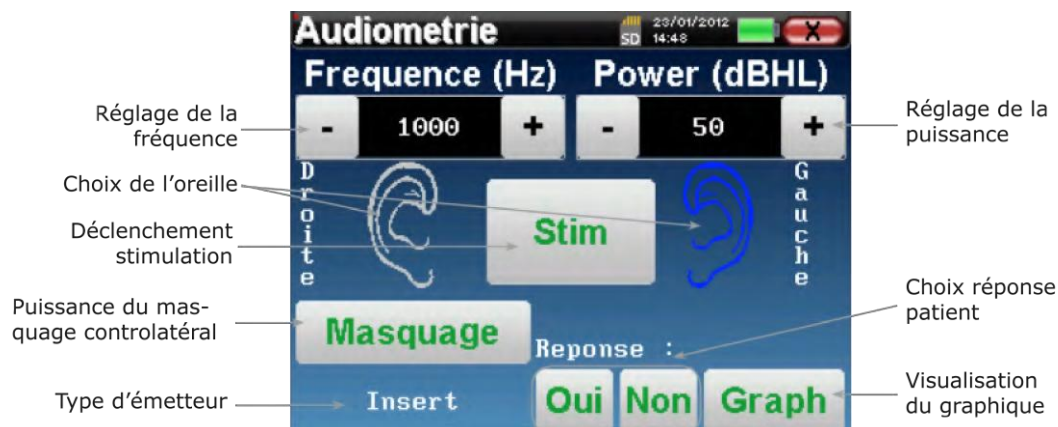 Audiometrie
SD
23/01/2012
14:48
X
Frequence (Hz) Power (dBHL)
- 1000 + - 50 +
Droite
Gauche
Stim
Masquage
Reponse :
Insert
Oui Non Graph
Réglage de la
fréquence
Choix de l'oreille
Déclenchement
stimulation
Puissance du mas-
quage controlatéral
Type d'émetteur
Réglage de la
puissance
Choix réponse
patient
Visualisation
du graphique